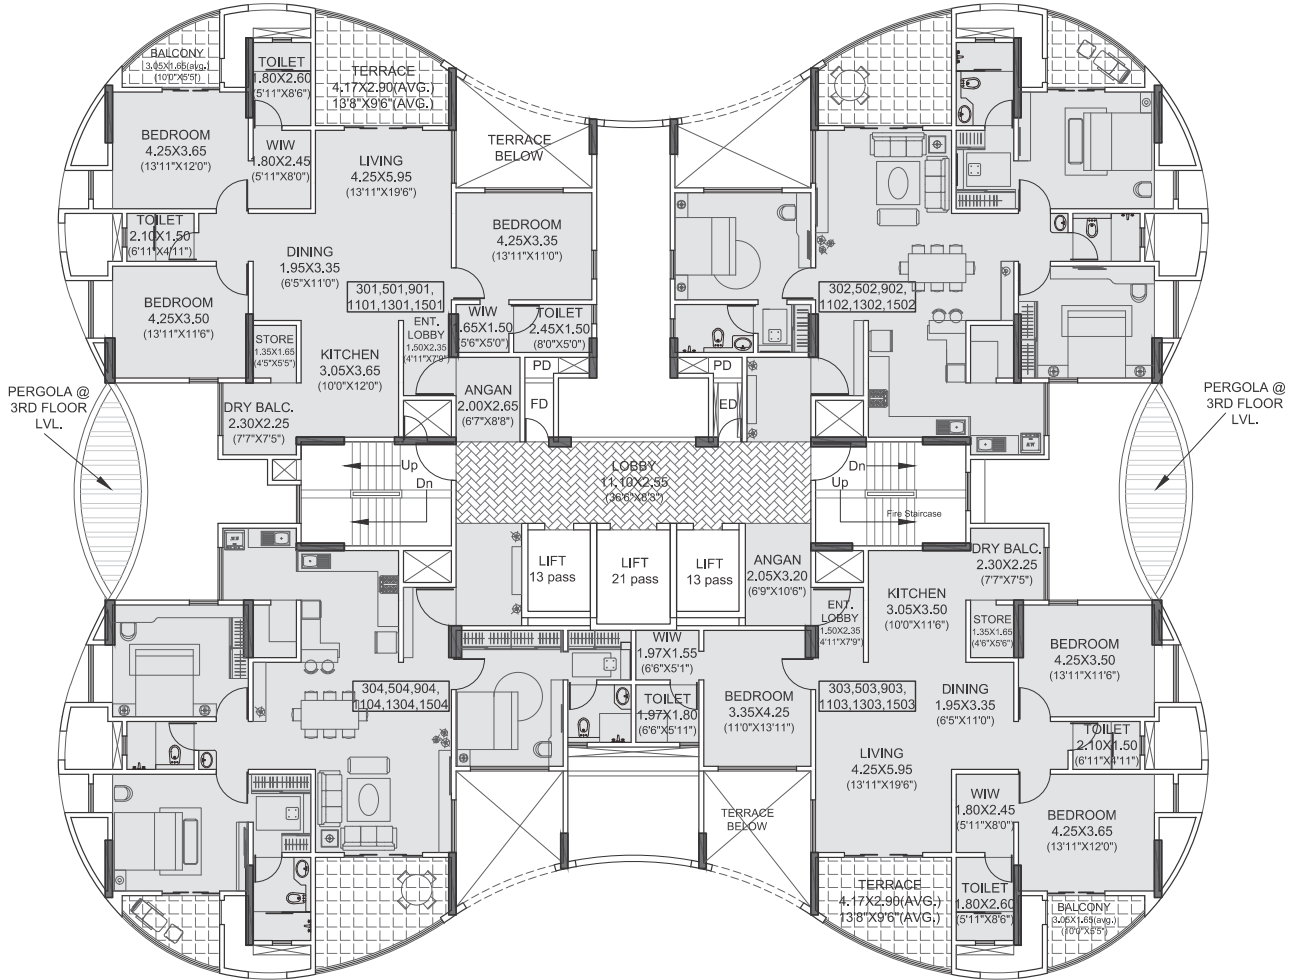 BALCONY
3.05X1.65(avg.)
(10'0"X5'5")
TOILET
1.80X2.60
(5'11"X8'6")
TERRACE
4.17X2.90(AVG.)
13'8"X9'6"(AVG.)
BEDROOM
4.25X3.65
(13'11"X12'0")
WIW
1.80X2.45
(5'11"X8'0")
LIVING
4.25X5.95
(13'11"X19'6")
TERRACE
BELOW
TOILET
2.10X1.50
(6'11"X4'11")
DINING
1.95X3.35
(6'5"X11'0")
BEDROOM
4.25X3.35
(13'11"X11'0")
BEDROOM
4.25X3.50
(13'11"X11'6")
301,501,901,
1101,1301,1501
302,502,902,
1102,1302,1502
STORE
1.35X1.65
(4'5"X5'5")
KITCHEN
3.05X3.65
(10'0"X12'0")
ENT.
LOBBY
1.50X2.35
(4'11"X7'9")
WIW
1.65X1.50
(5'6"X5'0")
TOILET
2.45X1.50
(8'0"X5'0")
ANGAN
2.00X2.65
(6'7"X8'8")
PD
FD
PD
ED
PERGOLA @
3RD FLOOR
LVL.
PERGOLA @
3RD FLOOR
LVL.
DRY BALC.
2.30X2.25
(7'7"X7'5")
Up
Dn
LOBBY
11.10X2.55
(36'6"X8'3")
Dn
Up
Fire Staircase
LIFT
13 pass
LIFT
21 pass
LIFT
13 pass
ANGAN
2.05X3.20
(6'9"X10'6")
DRY BALC.
2.30X2.25
(7'7"X7'5")
KITCHEN
3.05X3.50
(10'0"X11'6")
ENT.
LOBBY
1.50X2.35
4'11"X7'9")
STORE
1.35X1.65
(4'6"X5'6")
BEDROOM
4.25X3.50
(13'11"X11'6")
WIW
1.97X1.55
(6'6"X5'1")
TOILET
1.97X1.80
(6'6"X5'11")
BEDROOM
3.35X4.25
(11'0"X13'11")
304,504,904,
1104,1304,1504
303,503,903,
1103,1303,1503
DINING
1.95X3.35
(6'5"X11'0")
LIVING
4.25X5.95
(13'11"X19'6")
TOILET
2.10X1.50
(6'11"X4'11")
WIW
1.80X2.45
(5'11"X8'0")
BEDROOM
4.25X3.65
(13'11"X12'0")
TERRACE
BELOW
TERRACE
4.17X2.90(AVG.)
13'8"X9'6"(AVG.)
TOILET
1.80X2.60
(5'11"X8'6")
BALCONY
3.05X1.65(avg.)
(10'0"X5'5")